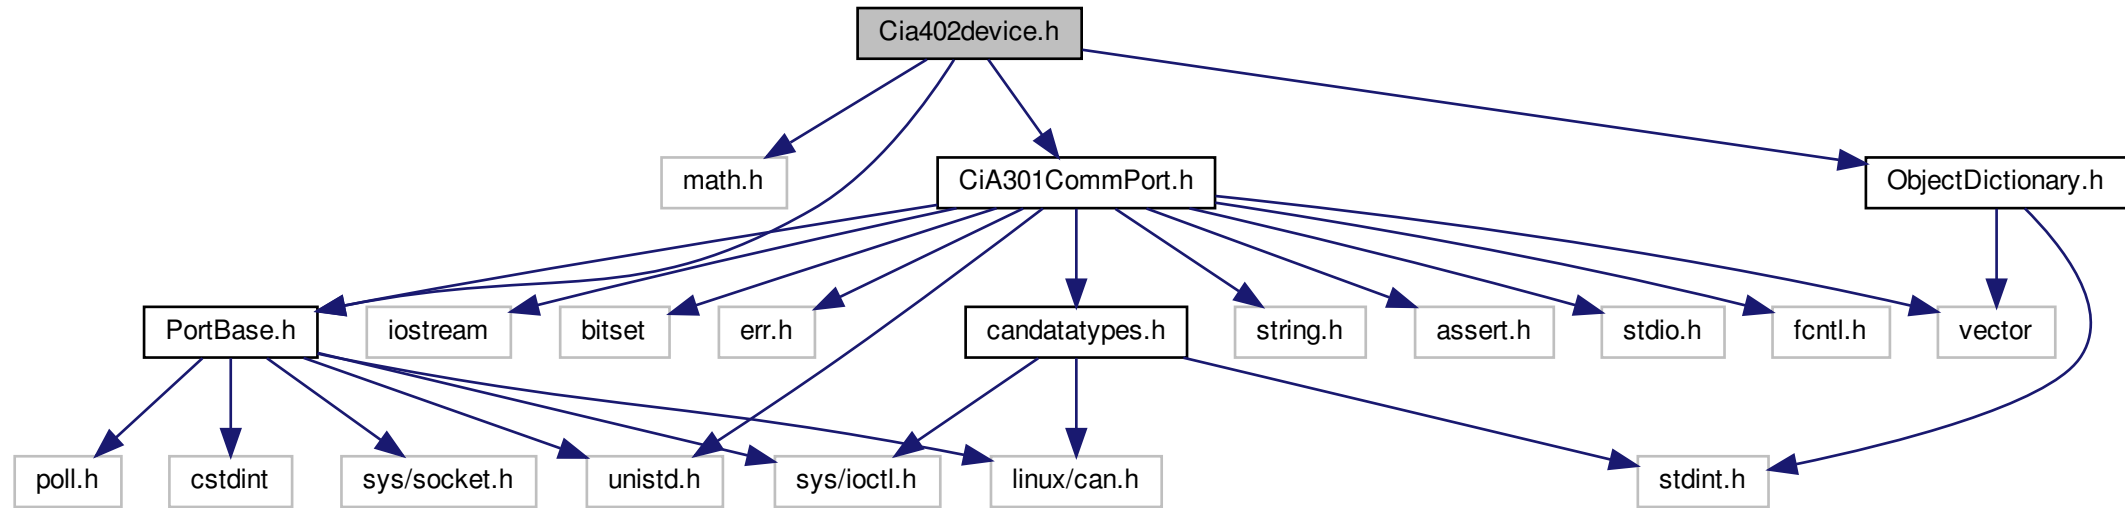 Cia402device.h
math.h
CiA301CommPort.h
ObjectDictionary.h
PortBase.h
iostream
bitset
err.h
candatatypes.h
string.h
assert.h
stdio.h
fcntl.h
vector
poll.h
cstdint
sys/socket.h
unistd.h
sys/ioctl.h
linux/can.h
stdint.h